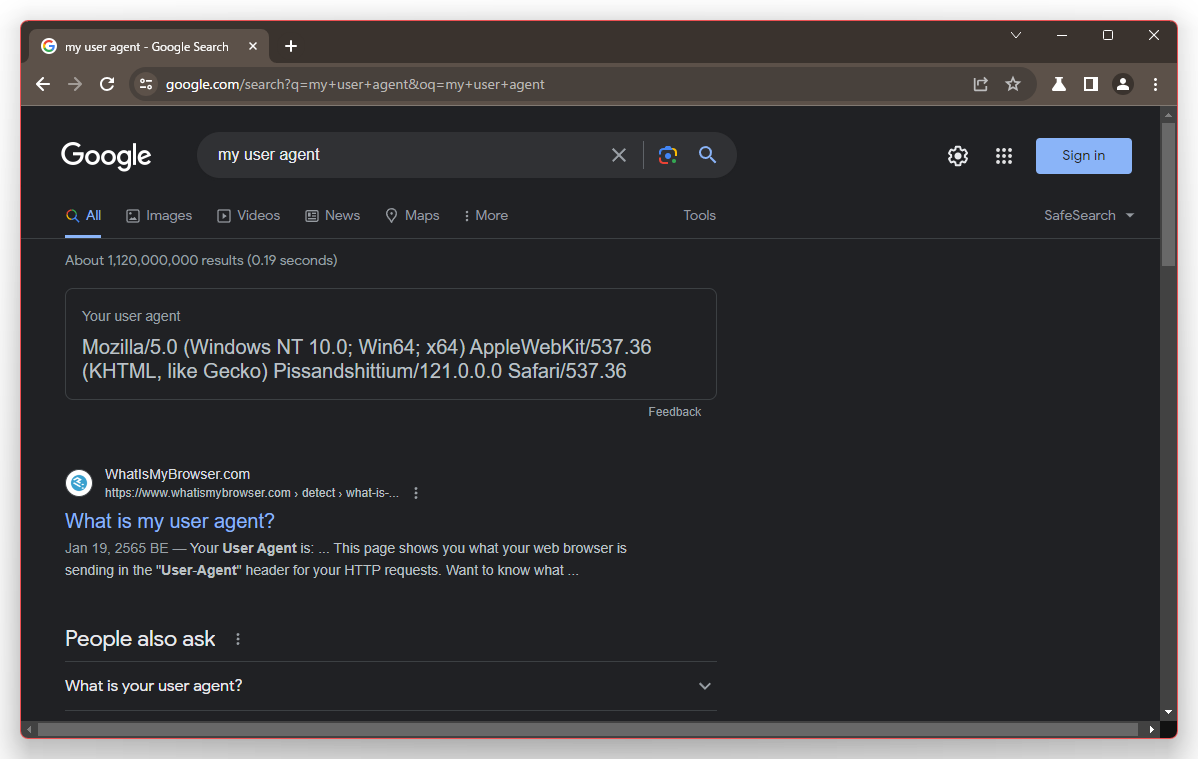 my user agent - Google Search
google.com/search?q=my+user+agent&oq=my+user+agent
Google
my user agent
Sign in
All Images Videos News Maps More Tools SafeSearch
About 1,120,000,000 results (0.19 seconds)
Your user agent
Mozilla/5.0 (Windows NT 10.0; Win64; x64) AppleWebKit/537.36
(KHTML, like Gecko) Pissandshittium/121.0.0.0 Safari/537.36
Feedback
WhatIsMyBrowser.com
https://www.whatismybrowser.com › detect › what-is-...
What is my user agent?
Jan 19, 2565 BE — Your User Agent is: ... This page shows you what your web browser is
sending in the "User-Agent" header for your HTTP requests. Want to know what ...
People also ask
What is your user agent?